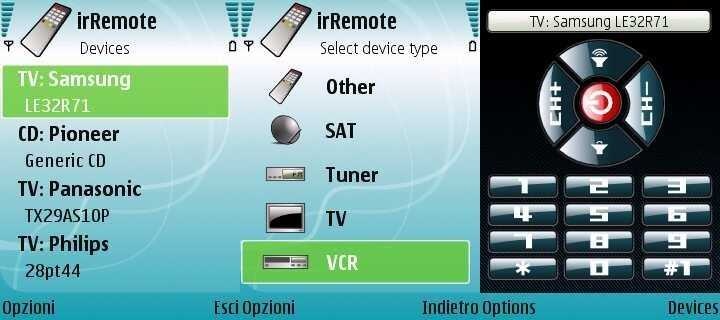 irRemote
Devices
TV: Samsung
LE32R71
CD: Pioneer
Generic CD
TV: Panasonic
TX29AS10P
TV: Philips
28pt44
Opzioni
Esci
irRemote
Select device type
Other
SAT
Tuner
TV
VCR
Opzioni
Indietro
TV: Samsung LE32R71
CH+
CH-
1 2 3
4 5 6
7 8 9
* 0 #1
Options
Devices